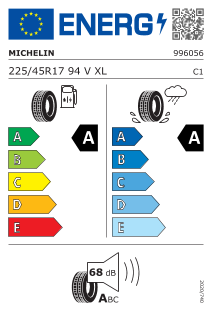 ENERG
MICHELIN 996056
225/45R17 94 V XL C1
A A A A
B B
C C
D D
E E
68 dB
ABC
2020/740